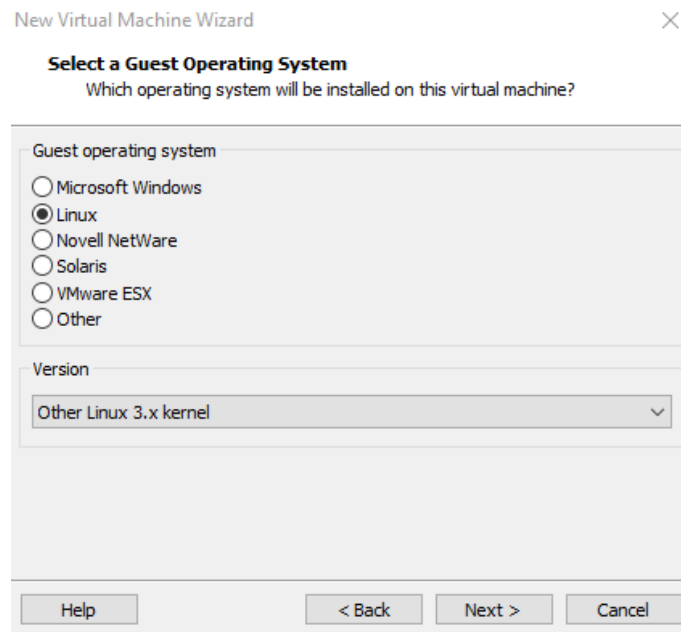 New Virtual Machine Wizard
Select a Guest Operating System
Which operating system will be installed on this virtual machine?
Guest operating system
Microsoft Windows
Linux
Novell NetWare
Solaris
VMware ESX
Other
Version
Other Linux 3.x kernel
Help
< Back
Next >
Cancel